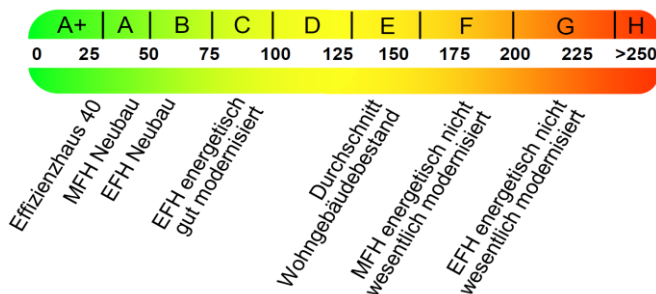 A+ A B C D E F G H
0 25 50 75 100 125 150 175 200 225 >250
Effizienzhaus 40
MFH Neubau
EFH Neubau
EFH energetisch
gut modernisiert
Durchschnitt
Wohngebäudebestand
MFH energetisch nicht
wesentlich modernisiert
EFH energetisch nicht
wesentlich modernisiert